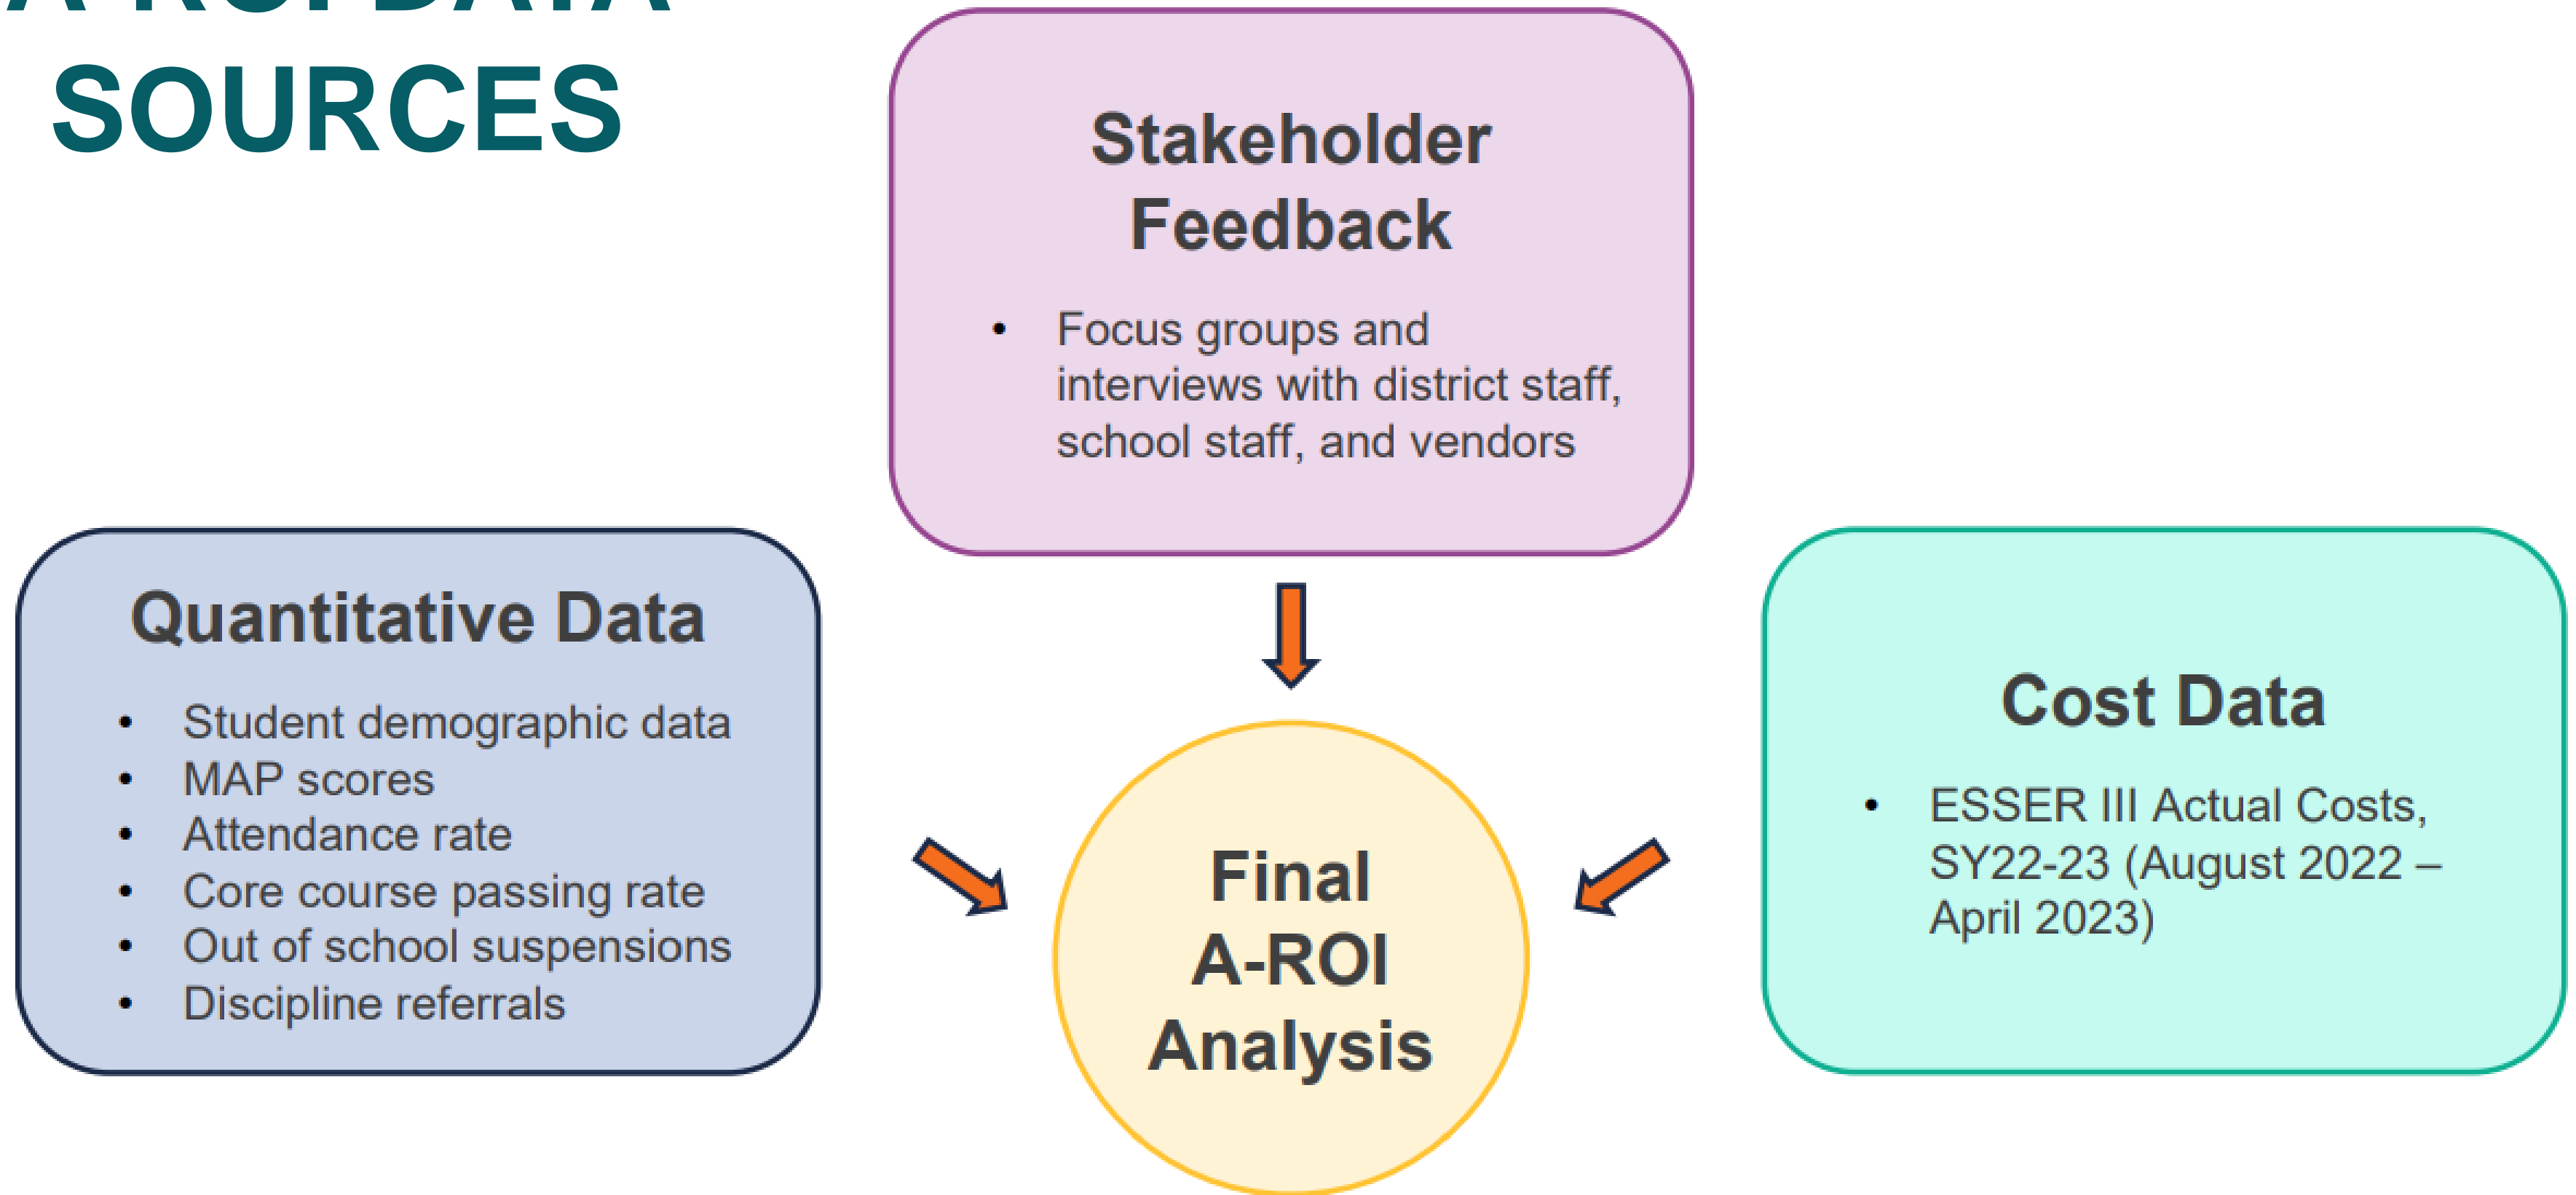 A-ROI DATA
SOURCES
Stakeholder
Feedback
• Focus groups and
interviews with district staff,
school staff, and vendors
Quantitative Data
• Student demographic data
• MAP scores
• Attendance rate
• Core course passing rate
• Out of school suspensions
• Discipline referrals
Cost Data
• ESSER III Actual Costs,
SY22-23 (August 2022 –
April 2023)
Final
A-ROI
Analysis